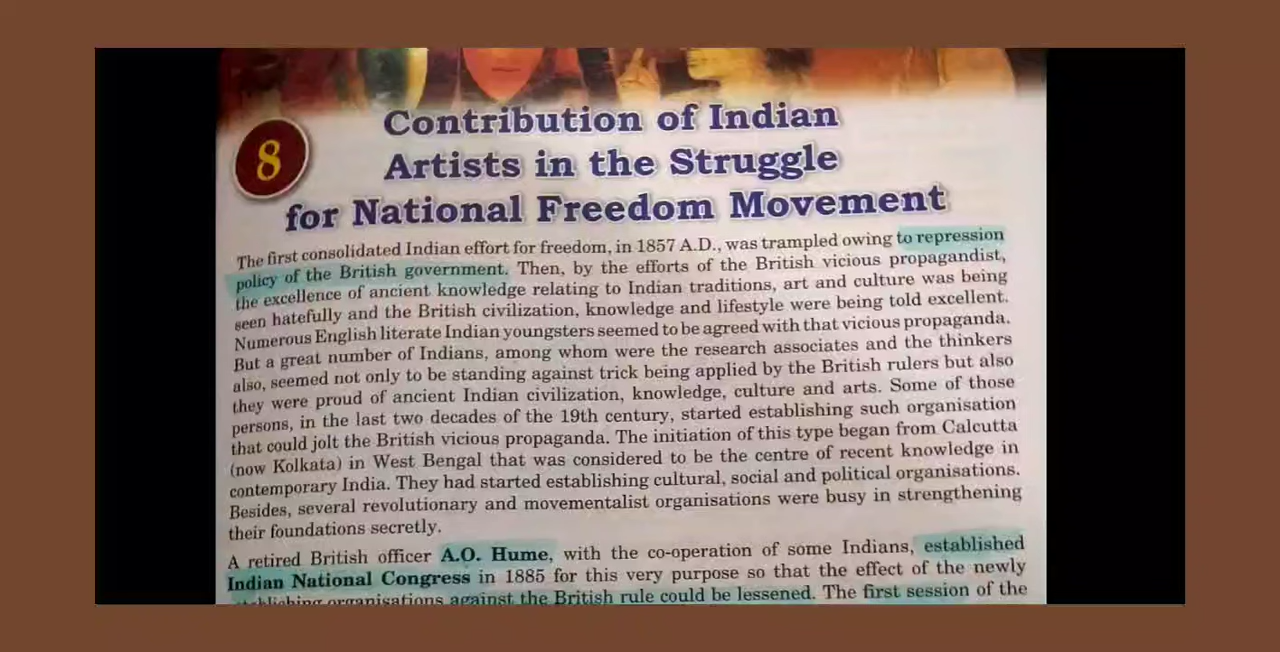 8
Contribution of Indian
Artists in the Struggle
for National Freedom Movement
The first consolidated Indian effort for freedom, in 1857 A.D., was trampled owing to repression
policy of the British government. Then, by the efforts of the British vicious propagandist,
the excellence of ancient knowledge relating to Indian traditions, art and culture was being
seen hatefully and the British civilization, knowledge and lifestyle were being told excellent.
Numerous English literate Indian youngsters seemed to be agreed with that vicious propaganda.
But a great number of Indians, among whom were the research associates and the thinkers
also, seemed not only to be standing against trick being applied by the British rulers but also
they were proud of ancient Indian civilization, knowledge, culture and arts. Some of those
persons, in the last two decades of the 19th century, started establishing such organisation
that could jolt the British vicious propaganda. The initiation of this type began from Calcutta
(now Kolkata) in West Bengal that was considered to be the centre of recent knowledge in
contemporary India. They had started establishing cultural, social and political organisations.
Besides, several revolutionary and movementalist organisations were busy in strengthening
their foundations secretly.
A retired British officer A.O. Hume, with the co-operation of some Indians, established
Indian National Congress in 1885 for this very purpose so that the effect of the newly
organisations against the British rule could be lessened. The first session of the